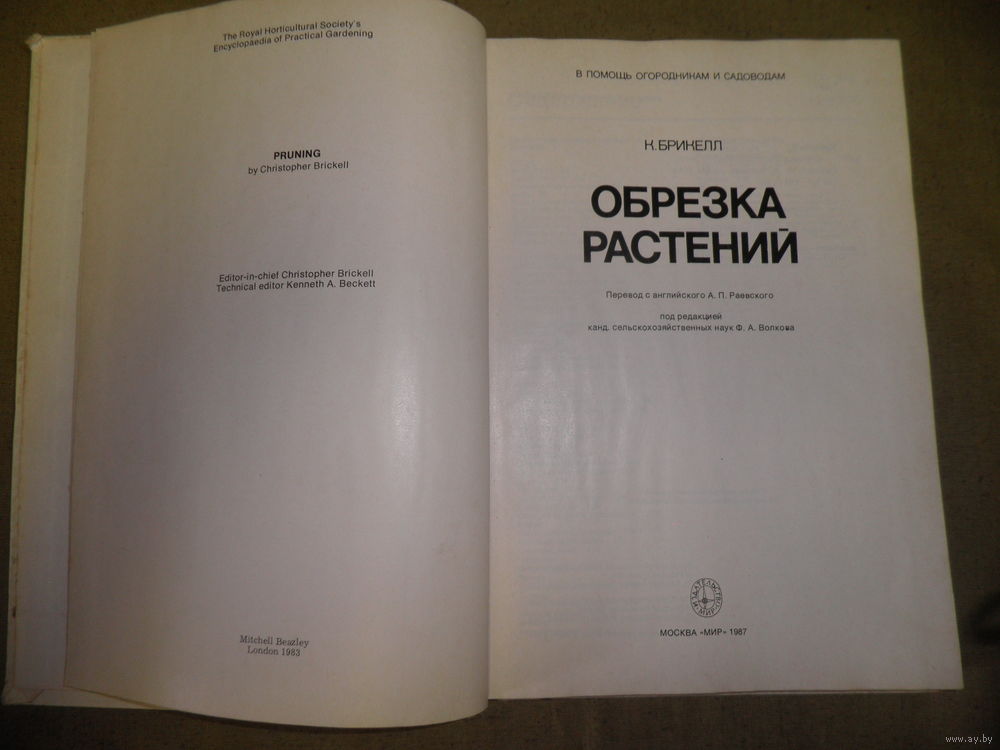 The Royal Horticultural Society's
Encyclopaedia of Practical Gardening
PRUNING
by Christopher Brickell
Editor-in-chief Christopher Brickell
Technical editor Kenneth A. Beckett
Mitchell Beazley
London 1983
В ПОМОЩЬ ОГОРОДНИКАМ И САДОВОДАМ
К. БРИКЕЛЛ
ОБРЕЗКА
РАСТЕНИЙ
Перевод с английского А. П. Раевского
под редакцией
канд. сельскохозяйственных наук Ф. А. Волкова
ИЗДАТЕЛЬСТВО МИР
МОСКВА «МИР» 1987
www.ay.by